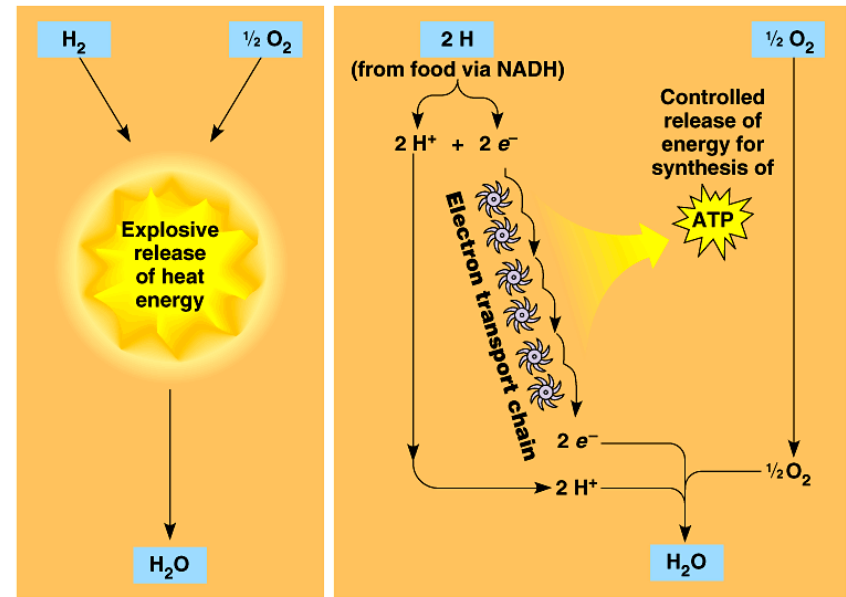 H₂
½ O₂
Explosive
release
of heat
energy
H₂O
2 H
(from food via NADH)
½ O₂
2 H⁺ + 2 e⁻
Controlled
release of
energy for
synthesis of
ATP
Electron transport chain
2 e⁻
2 H⁺
½ O₂
H₂O